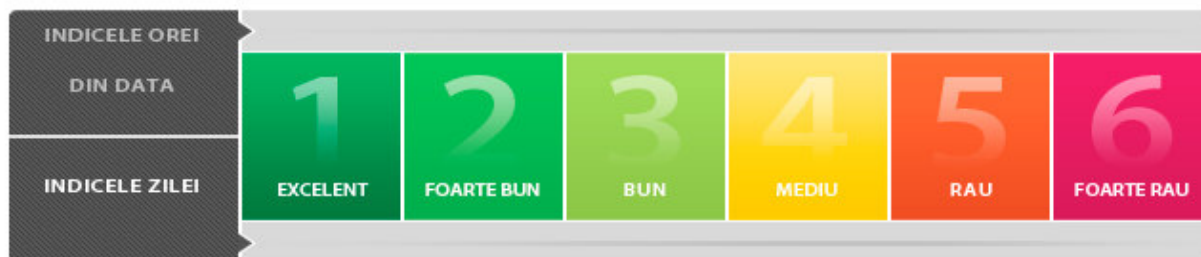 INDICELE OREI
DIN DATA
INDICELE ZILEI
1
EXCELENT
2
FOARTE BUN
3
BUN
4
MEDIU
5
RAU
6
FOARTE RAU